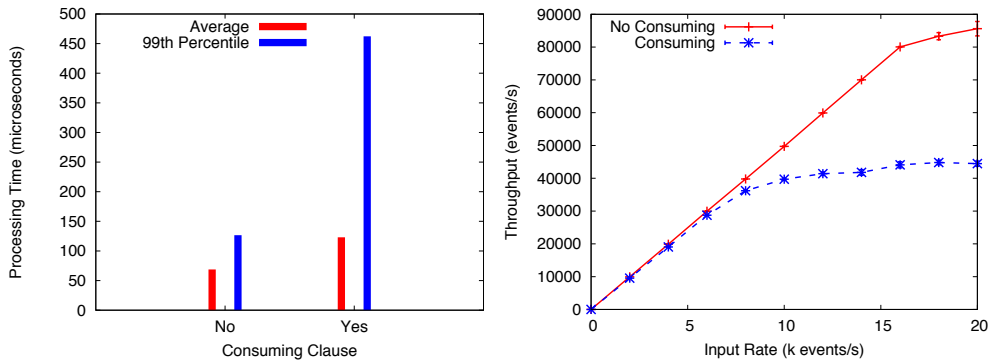 Average
99th Percentile
500
450
400
350
300
250
200
150
100
50
0
Processing Time (microseconds)
No
Yes
Consuming Clause
No Consuming
Consuming
90000
80000
70000
60000
50000
40000
30000
20000
10000
0
Throughput (events/s)
0
5
10
15
20
Input Rate (k events/s)